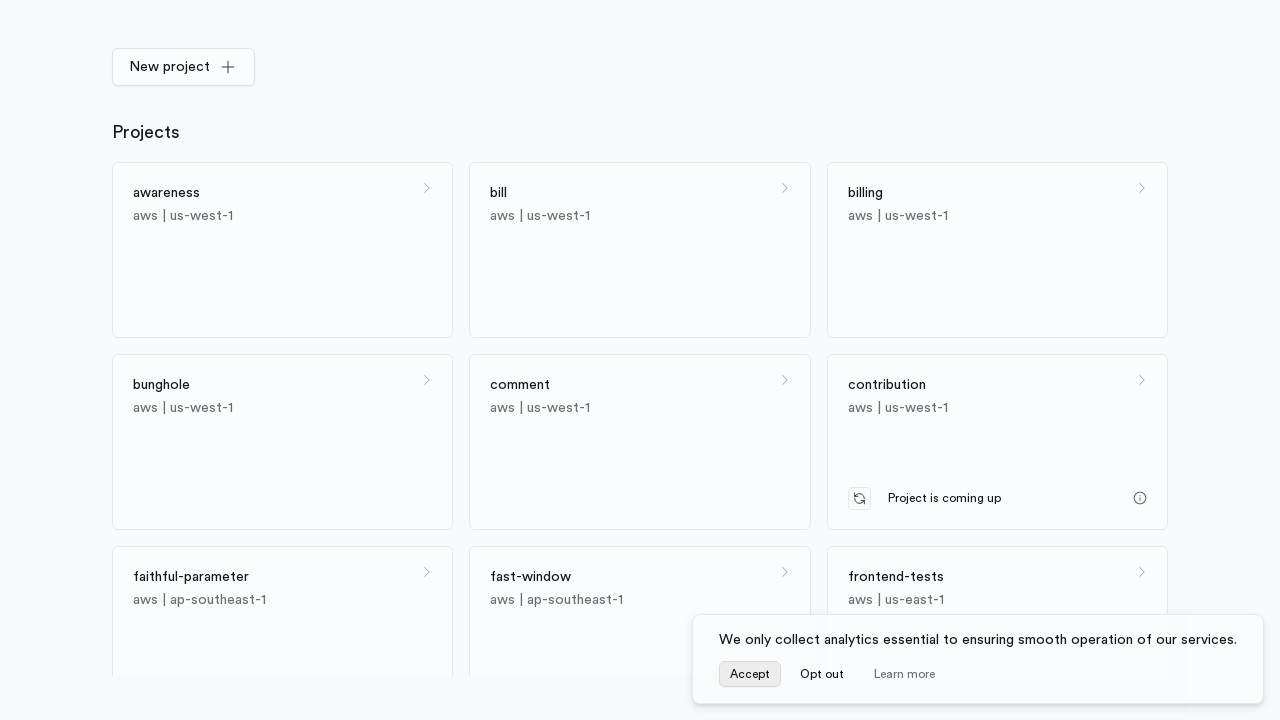 New project
Projects
awareness
aws | us-west-1
bill
aws | us-west-1
billing
aws | us-west-1
bunghole
aws | us-west-1
comment
aws | us-west-1
contribution
aws | us-west-1
Project is coming up
faithful-parameter
aws | ap-southeast-1
fast-window
aws | ap-southeast-1
frontend-tests
aws | us-east-1
We only collect analytics essential to ensuring smooth operation of our services.
Accept
Opt out
Learn more